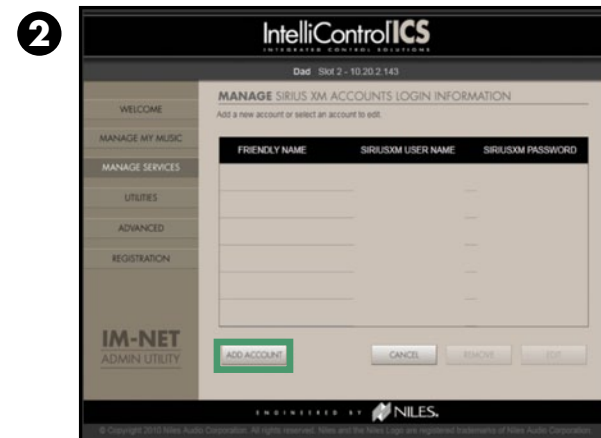 2
IntelliControl ICS
INTEGRATED CONTROL SOLUTIONS
Dad Slot 2 - 10.20.2.143
MANAGE SIRIUS XM ACCOUNTS LOGIN INFORMATION
Add a new account or select an account to edit.
WELCOME
MANAGE MY MUSIC
MANAGE SERVICES
UTILITIES
ADVANCED
REGISTRATION
FRIENDLY NAME SIRIUSXM USER NAME SIRIUSXM PASSWORD
IM-NET
ADMIN UTILITY
ADD ACCOUNT CANCEL REMOVE EDIT
ENGINEERED BY NILES.
© Copyright 2010 Niles Audio Corporation. All rights reserved. Niles and the Niles Logo are registered trademarks of Niles Audio Corporation